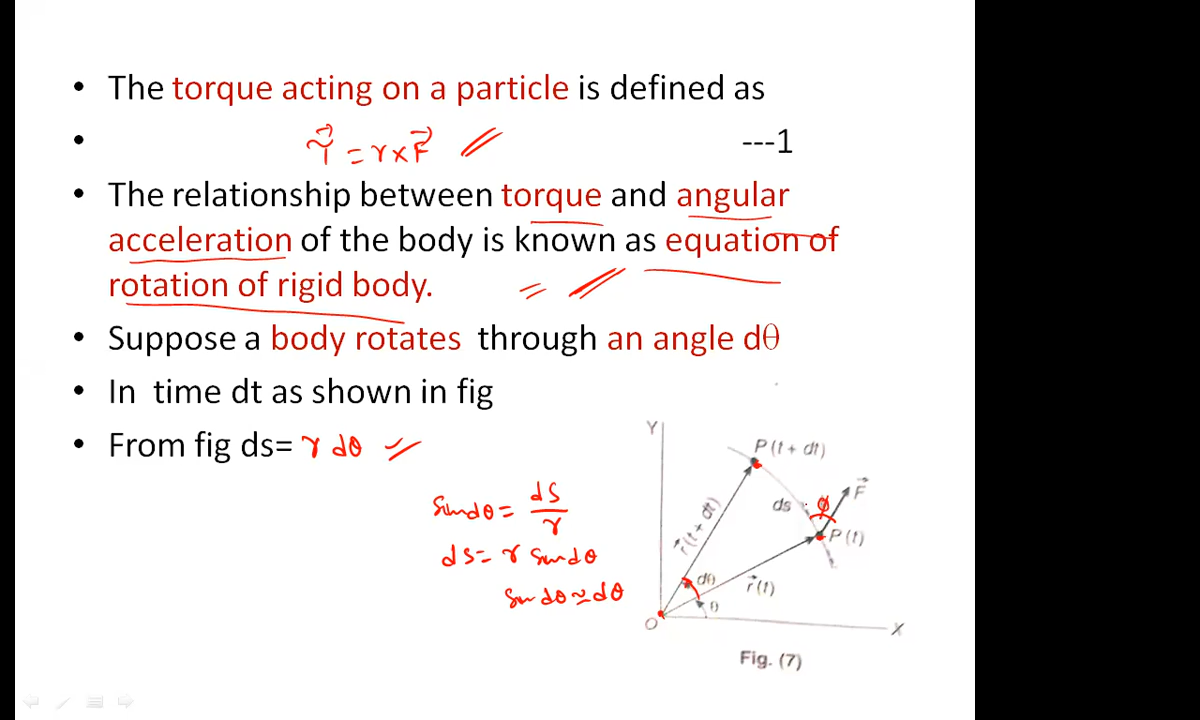 • The torque acting on a particle is defined as
• τ⃗ = r × F⃗ ---1
• The relationship between torque and angular
acceleration of the body is known as equation of
rotation of rigid body.
• Suppose a body rotates through an angle dθ
• In time dt as shown in fig
• From fig ds= r dθ
Sin dθ = ds/r
ds = r sin dθ
Sin dθ ≃ dθ
Y
P(t + dt)
ds
ϕ
F⃗
P(t)
r⃗(t + dt)
dθ
r⃗(t)
θ
O
X
Fig. (7)